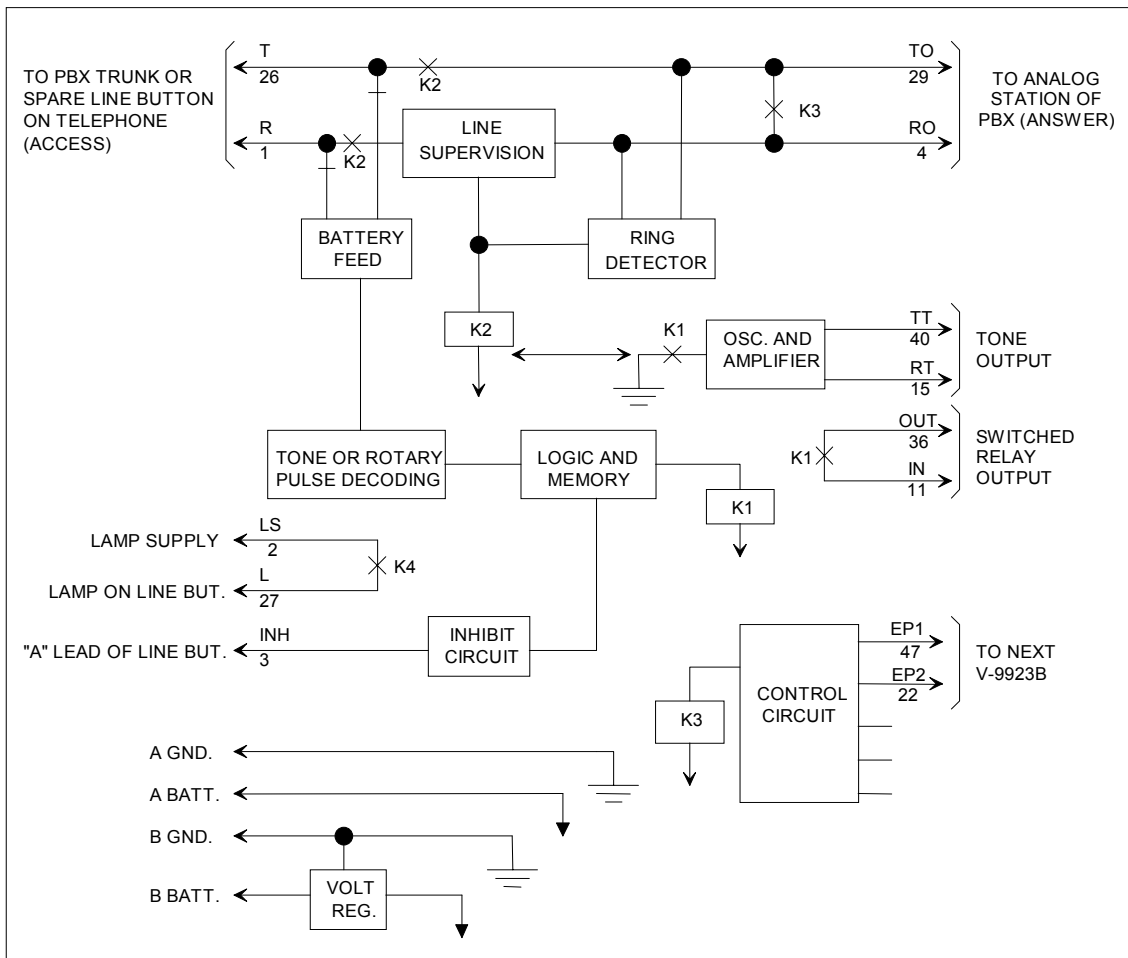 TO PBX TRUNK OR
SPARE LINE BUTTON
ON TELEPHONE
(ACCESS)
T
26
R
1
K2
K2
LINE
SUPERVISION
K3
TO
29
RO
4
TO ANALOG
STATION OF
PBX (ANSWER)
BATTERY
FEED
RING
DETECTOR
K2
K1
OSC. AND
AMPLIFIER
TT
40
RT
15
TONE
OUTPUT
TONE OR ROTARY
PULSE DECODING
LOGIC AND
MEMORY
K1
K1
OUT
36
IN
11
SWITCHED
RELAY
OUTPUT
LAMP SUPPLY
LS
2
LAMP ON LINE BUT.
L
27
K4
"A" LEAD OF LINE BUT.
INH
3
INHIBIT
CIRCUIT
K3
CONTROL
CIRCUIT
EP1
47
EP2
22
TO NEXT
V-9923B
A GND.
A BATT.
B GND.
B BATT.
VOLT
REG.